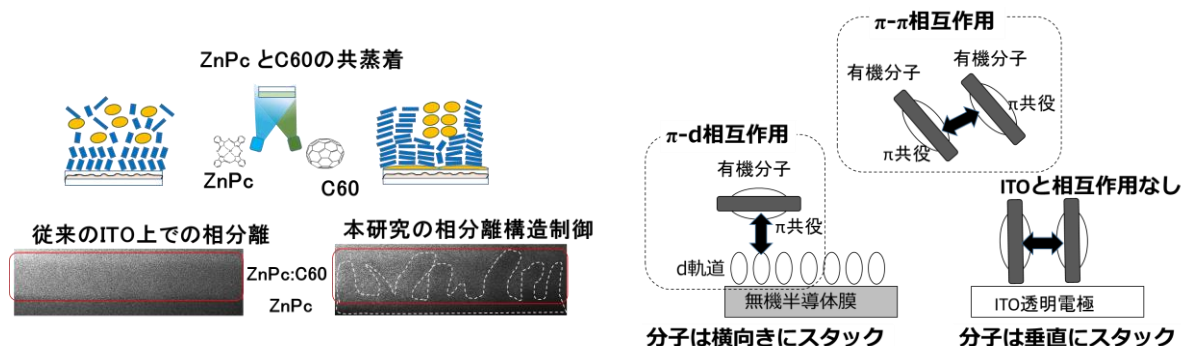 ZnPc とC60の共蒸着
ZnPc
C60
従来のITO上での相分離
本研究の相分離構造制御
ZnPc:C60
ZnPc
π-π相互作用
有機分子
有機分子
π共役
π共役
π-d相互作用
有機分子
π共役
d軌道
無機半導体膜
分子は横向きにスタック
ITOと相互作用なし
ITO透明電極
分子は垂直にスタック